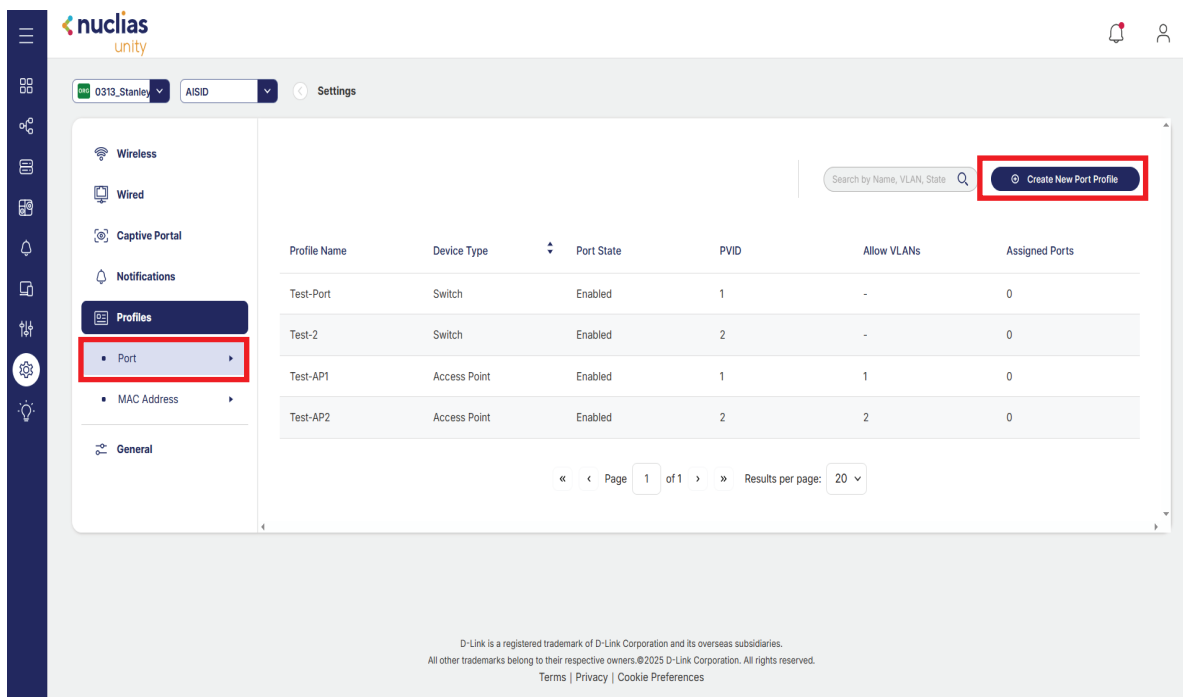 nuclias
unity
ORG 0313_Stanley AISID Settings
Wireless
Wired
Captive Portal
Notifications
Profiles
Port
MAC Address
General
Search by Name, VLAN, State Create New Port Profile
Profile Name Device Type Port State PVID Allow VLANs Assigned Ports
Test-Port Switch Enabled 1 - 0
Test-2 Switch Enabled 2 - 0
Test-AP1 Access Point Enabled 1 1 0
Test-AP2 Access Point Enabled 2 2 0
« ‹ Page 1 of 1 › » Results per page: 20
D-Link is a registered trademark of D-Link Corporation and its overseas subsidiaries.
All other trademarks belong to their respective owners.©2025 D-Link Corporation. All rights reserved.
Terms | Privacy | Cookie Preferences